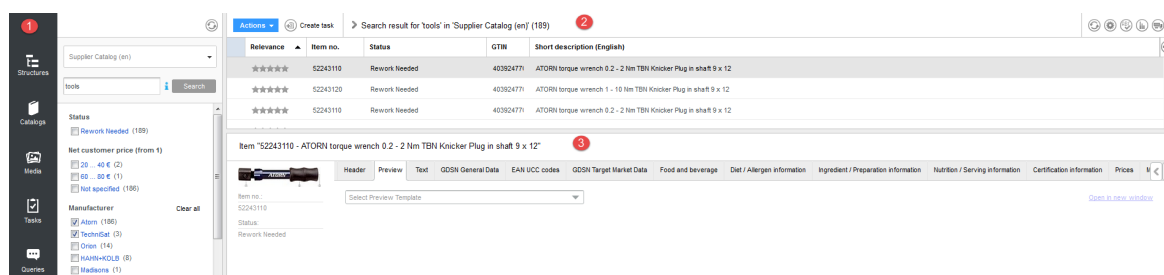 1
Structures
Catalogs
Media
Tasks
Queries
Supplier Catalog (en)
tools
i
Search
Status
Rework Needed (189)
Net customer price (from 1)
20 ... 40 € (2)
60 ... 80 € (1)
Not specified (186)
Manufacturer Clear all
Atorn (186)
TechniSat (3)
Orion (14)
HAHN+KOLB (8)
Madisons (1)
Actions Create task Search result for 'tools' in 'Supplier Catalog (en)' (189) 2
Relevance Item no. Status GTIN Short description (English)
52243110 Rework Needed 40392477 ATORN torque wrench 0.2 - 2 Nm TBN Knicker Plug in shaft 9 x 12
52243120 Rework Needed 40392477 ATORN torque wrench 1 - 10 Nm TBN Knicker Plug in shaft 9 x 12
52243110 Rework Needed 40392477 ATORN torque wrench 0.2 - 2 Nm TBN Knicker Plug in shaft 9 x 12
Item "52243110 - ATORN torque wrench 0.2 - 2 Nm TBN Knicker Plug in shaft 9 x 12" 3
ATORN
Header Preview Text GDSN General Data EAN UCC codes GDSN Target Market Data Food and beverage Diet / Allergen information Ingredient / Preparation information Nutrition / Serving information Certification information Prices
Item no.:
52243110
Status:
Rework Needed
Select Preview Template Open in new window